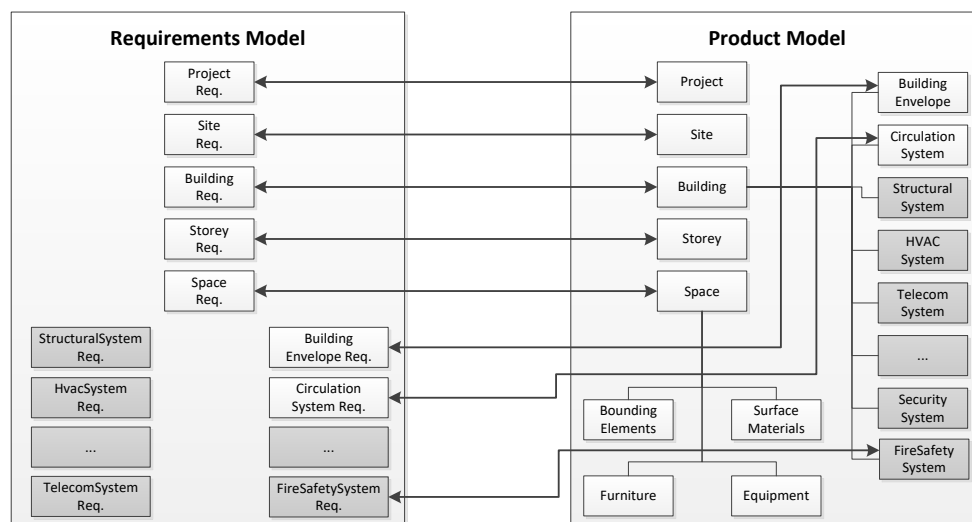 Requirements Model
Project
Req.
Site
Req.
Building
Req.
Storey
Req.
Space
Req.
StructuralSystem
Req.
Building
Envelope Req.
HvacSystem
Req.
Circulation
System Req.
...
...
TelecomSystem
Req.
FireSafetySystem
Req.
Product Model
Project
Site
Building
Storey
Space
Bounding
Elements
Surface
Materials
Furniture
Equipment
Building
Envelope
Circulation
System
Structural
System
HVAC
System
Telecom
System
...
Security
System
FireSafety
System